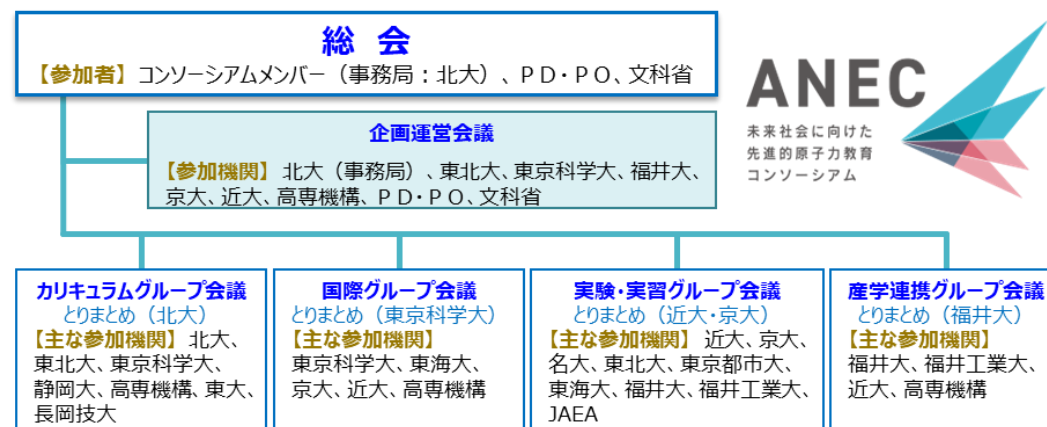 総 会
【参加者】コンソーシアムメンバー(事務局:北大)、PD・PO、文科省
ANEC
未来社会に向けた
先進的原子力教育
コンソーシアム
企画運営会議
【参加機関】北大(事務局)、東北大、東京科学大、福井大、
京大、近大、高専機構、PD・PO、文科省
カリキュラムグループ会議
とりまとめ(北大)
【主な参加機関】北大、
東北大、東京科学大、
静岡大、高専機構、東大、
長岡技大
国際グループ会議
とりまとめ(東京科学大)
【主な参加機関】
東京科学大、東海大、
京大、近大、高専機構
実験・実習グループ会議
とりまとめ(近大・京大)
【主な参加機関】近大、京大、
名大、東北大、東京都市大、
東海大、福井大、福井工業大、
JAEA
産学連携グループ会議
とりまとめ(福井大)
【主な参加機関】
福井大、福井工業大、
近大、高専機構